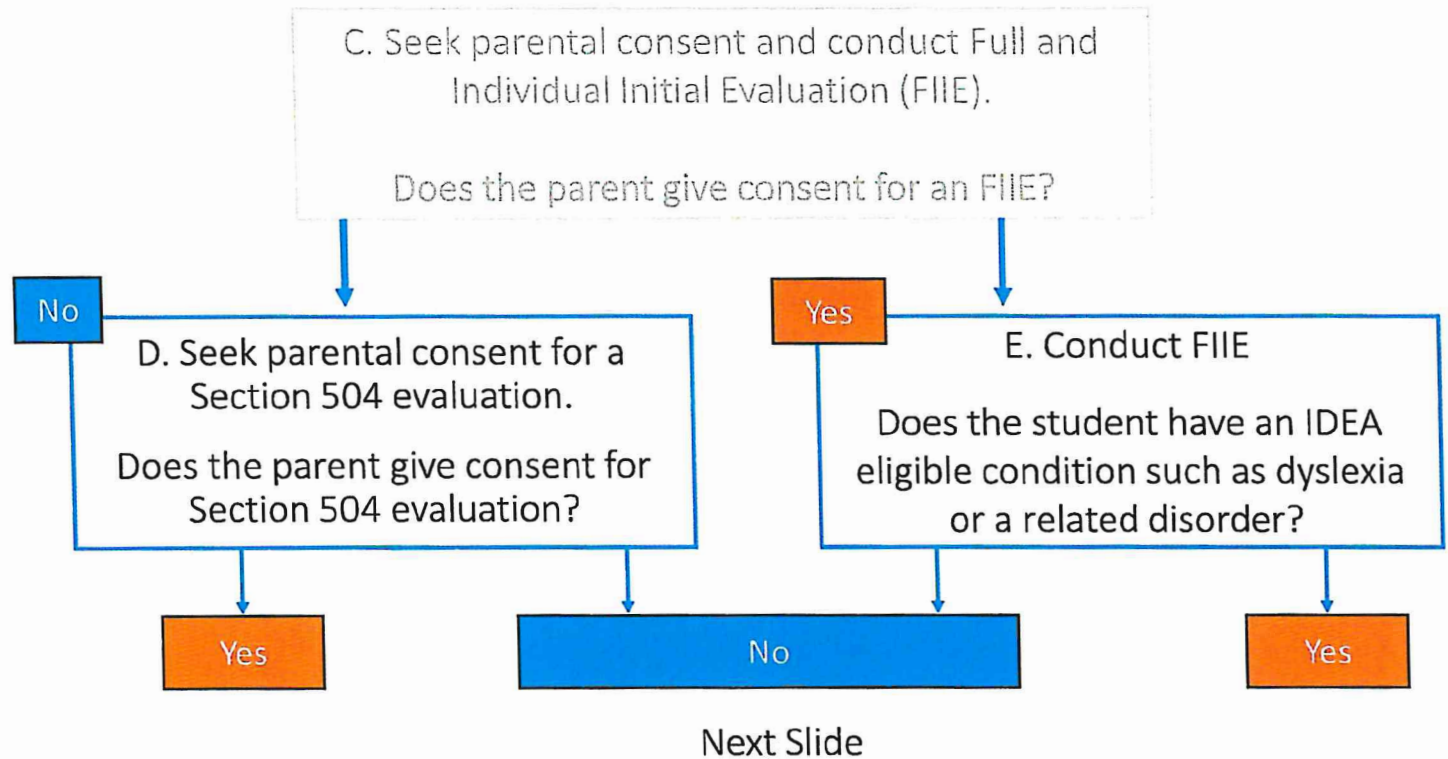 C. Seek parental consent and conduct Full and
Individual Initial Evaluation (FIIE).
Does the parent give consent for an FIIE?
No
D. Seek parental consent for a
Section 504 evaluation.
Does the parent give consent for
Section 504 evaluation?
Yes
E. Conduct FIIE
Does the student have an IDEA
eligible condition such as dyslexia
or a related disorder?
Yes
No
Yes
Next Slide